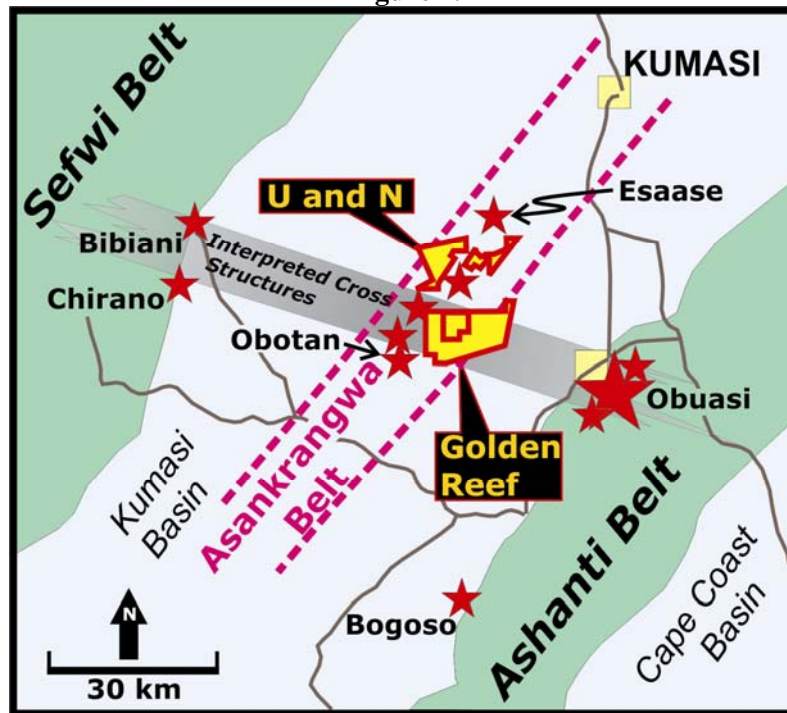 KUMASI
Sefwi Belt
U and N
Esaase
Bibiani
Interpreted Cross
Structures
Chirano
Obotan
Obuasi
Golden
Reef
Asankrangwa
Belt
Kumasi
Basin
Ashanti Belt
Cape Coast
Basin
Bogoso
N
30 km